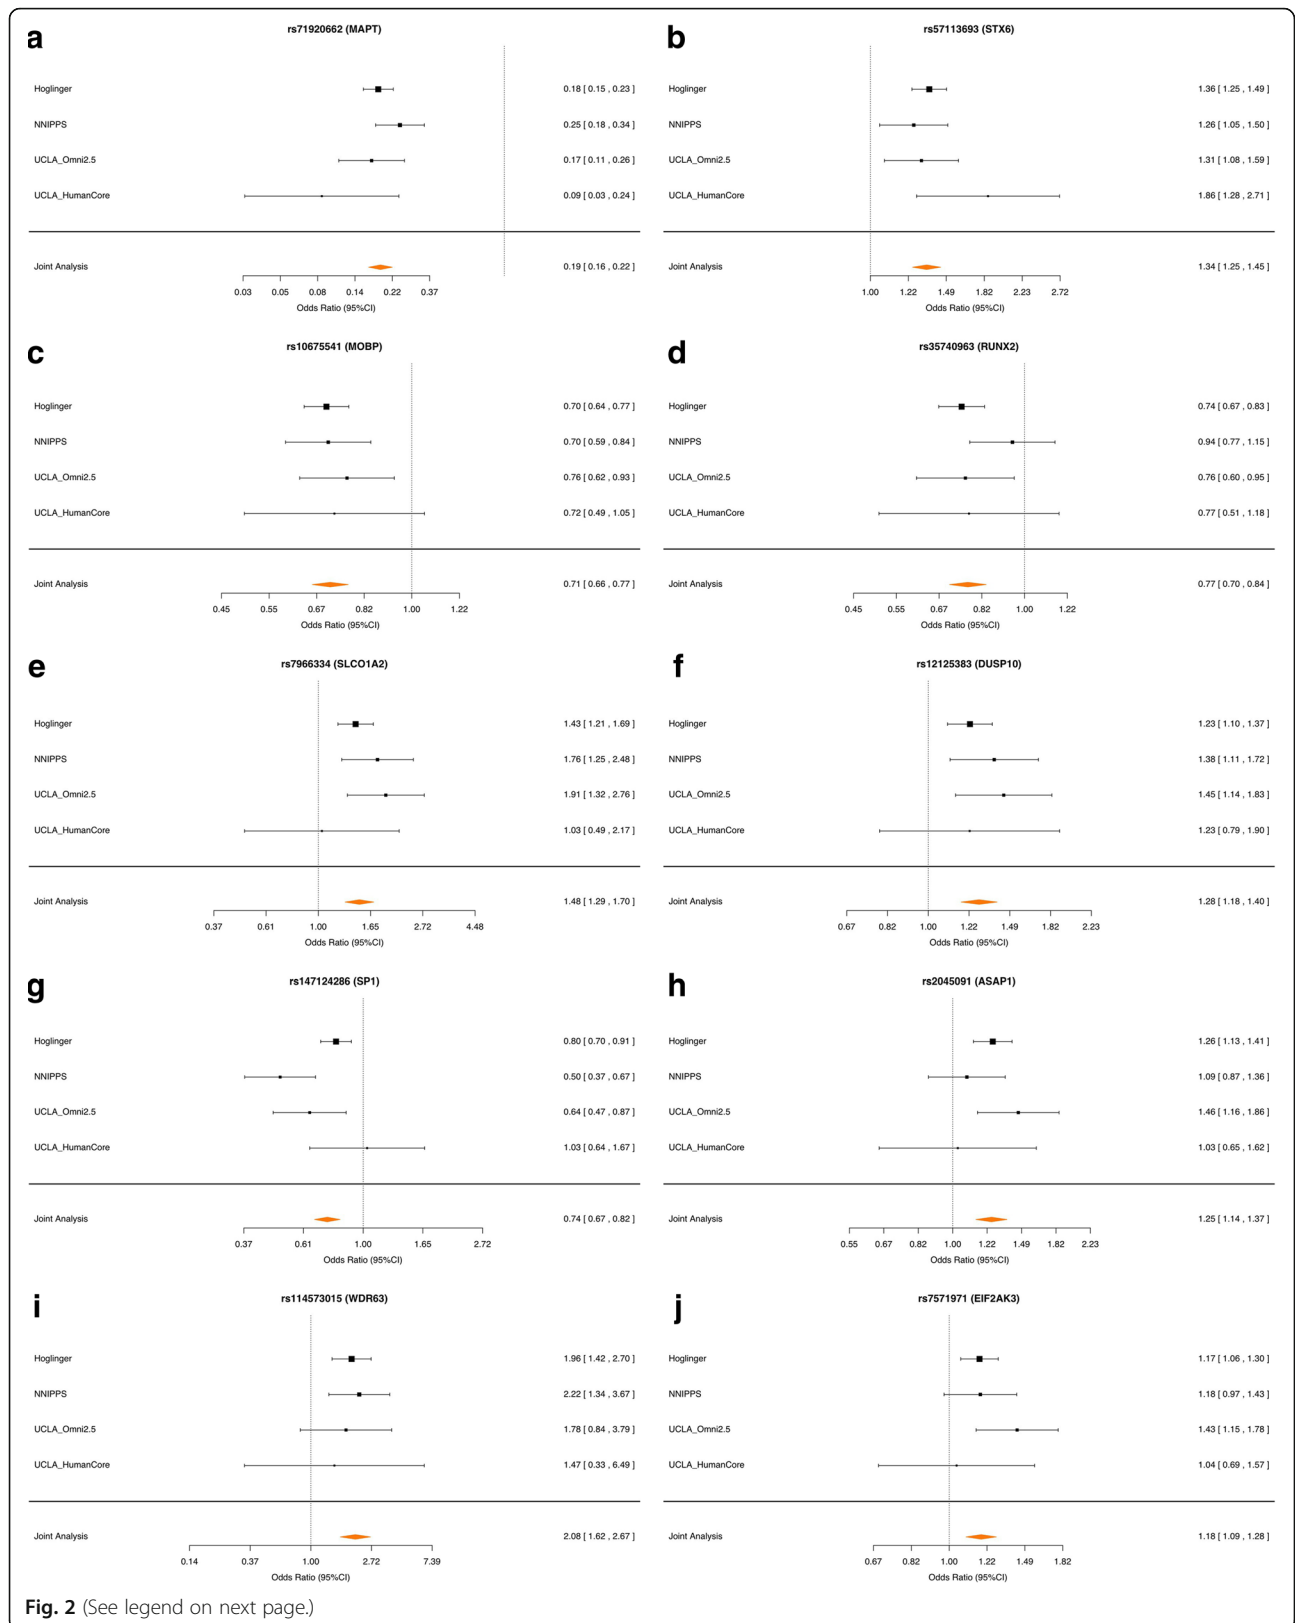 a
rs71920662 (MAPT)
Hoglinger 0.18 [ 0.15 , 0.23 ]
NNIPPS 0.25 [ 0.18 , 0.34 ]
UCLA_Omni2.5 0.17 [ 0.11 , 0.26 ]
UCLA_HumanCore 0.09 [ 0.03 , 0.24 ]
Joint Analysis 0.19 [ 0.16 , 0.22 ]
0.03 0.05 0.08 0.14 0.22 0.37
Odds Ratio (95%CI)
b
rs57113693 (STX6)
Hoglinger 1.36 [ 1.25 , 1.49 ]
NNIPPS 1.26 [ 1.05 , 1.50 ]
UCLA_Omni2.5 1.31 [ 1.08 , 1.59 ]
UCLA_HumanCore 1.86 [ 1.28 , 2.71 ]
Joint Analysis 1.34 [ 1.25 , 1.45 ]
1.00 1.22 1.49 1.82 2.23 2.72
Odds Ratio (95%CI)
c
rs10675541 (MOBP)
Hoglinger 0.70 [ 0.64 , 0.77 ]
NNIPPS 0.70 [ 0.59 , 0.84 ]
UCLA_Omni2.5 0.76 [ 0.62 , 0.93 ]
UCLA_HumanCore 0.72 [ 0.49 , 1.05 ]
Joint Analysis 0.71 [ 0.66 , 0.77 ]
0.45 0.55 0.67 0.82 1.00 1.22
Odds Ratio (95%CI)
d
rs35740963 (RUNX2)
Hoglinger 0.74 [ 0.67 , 0.83 ]
NNIPPS 0.94 [ 0.77 , 1.15 ]
UCLA_Omni2.5 0.76 [ 0.60 , 0.95 ]
UCLA_HumanCore 0.77 [ 0.51 , 1.18 ]
Joint Analysis 0.77 [ 0.70 , 0.84 ]
0.45 0.55 0.67 0.82 1.00 1.22
Odds Ratio (95%CI)
e
rs7966334 (SLCO1A2)
Hoglinger 1.43 [ 1.21 , 1.69 ]
NNIPPS 1.76 [ 1.25 , 2.48 ]
UCLA_Omni2.5 1.91 [ 1.32 , 2.76 ]
UCLA_HumanCore 1.03 [ 0.49 , 2.17 ]
Joint Analysis 1.48 [ 1.29 , 1.70 ]
0.37 0.61 1.00 1.65 2.72 4.48
Odds Ratio (95%CI)
f
rs12125383 (DUSP10)
Hoglinger 1.23 [ 1.10 , 1.37 ]
NNIPPS 1.38 [ 1.11 , 1.72 ]
UCLA_Omni2.5 1.45 [ 1.14 , 1.83 ]
UCLA_HumanCore 1.23 [ 0.79 , 1.90 ]
Joint Analysis 1.28 [ 1.18 , 1.40 ]
0.67 0.82 1.00 1.22 1.49 1.82 2.23
Odds Ratio (95%CI)
g
rs147124286 (SP1)
Hoglinger 0.80 [ 0.70 , 0.91 ]
NNIPPS 0.50 [ 0.37 , 0.67 ]
UCLA_Omni2.5 0.64 [ 0.47 , 0.87 ]
UCLA_HumanCore 1.03 [ 0.64 , 1.67 ]
Joint Analysis 0.74 [ 0.67 , 0.82 ]
0.37 0.61 1.00 1.65 2.72
Odds Ratio (95%CI)
h
rs2045091 (ASAP1)
Hoglinger 1.26 [ 1.13 , 1.41 ]
NNIPPS 1.09 [ 0.87 , 1.36 ]
UCLA_Omni2.5 1.46 [ 1.16 , 1.86 ]
UCLA_HumanCore 1.03 [ 0.65 , 1.62 ]
Joint Analysis 1.25 [ 1.14 , 1.37 ]
0.55 0.67 0.82 1.00 1.22 1.49 1.82 2.23
Odds Ratio (95%CI)
i
rs114573015 (WDR63)
Hoglinger 1.96 [ 1.42 , 2.70 ]
NNIPPS 2.22 [ 1.34 , 3.67 ]
UCLA_Omni2.5 1.78 [ 0.84 , 3.79 ]
UCLA_HumanCore 1.47 [ 0.33 , 6.49 ]
Joint Analysis 2.08 [ 1.62 , 2.67 ]
0.14 0.37 1.00 2.72 7.39
Odds Ratio (95%CI)
j
rs7571971 (EIF2AK3)
Hoglinger 1.17 [ 1.06 , 1.30 ]
NNIPPS 1.18 [ 0.97 , 1.43 ]
UCLA_Omni2.5 1.43 [ 1.15 , 1.78 ]
UCLA_HumanCore 1.04 [ 0.69 , 1.57 ]
Joint Analysis 1.18 [ 1.09 , 1.28 ]
0.67 0.82 1.00 1.22 1.49 1.82
Odds Ratio (95%CI)
Fig. 2 (See legend on next page.)